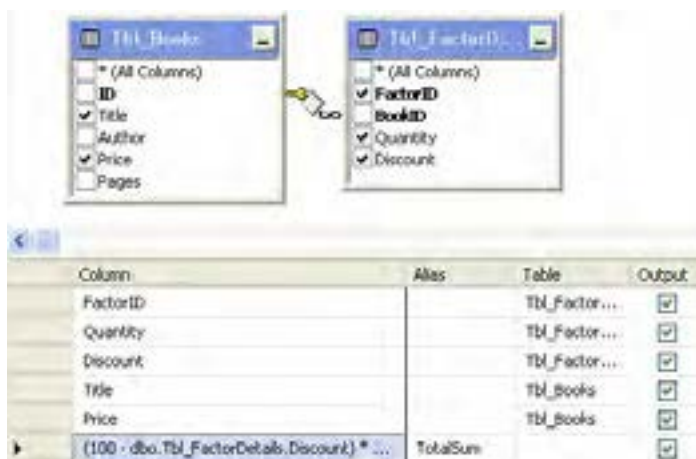 Tbl_Books
* (All Columns)
ID
Title
Author
Price
Pages
Tbl_FactorD...
* (All Columns)
FactorID
BookID
Quantity
Discount
Column Alias Table Output
FactorID Tbl_Factor...
Quantity Tbl_Factor...
Discount Tbl_Factor...
Title Tbl_Books
Price Tbl_Books
(100 - dbo.Tbl_FactorDetails.Discount) * ... TotalSum